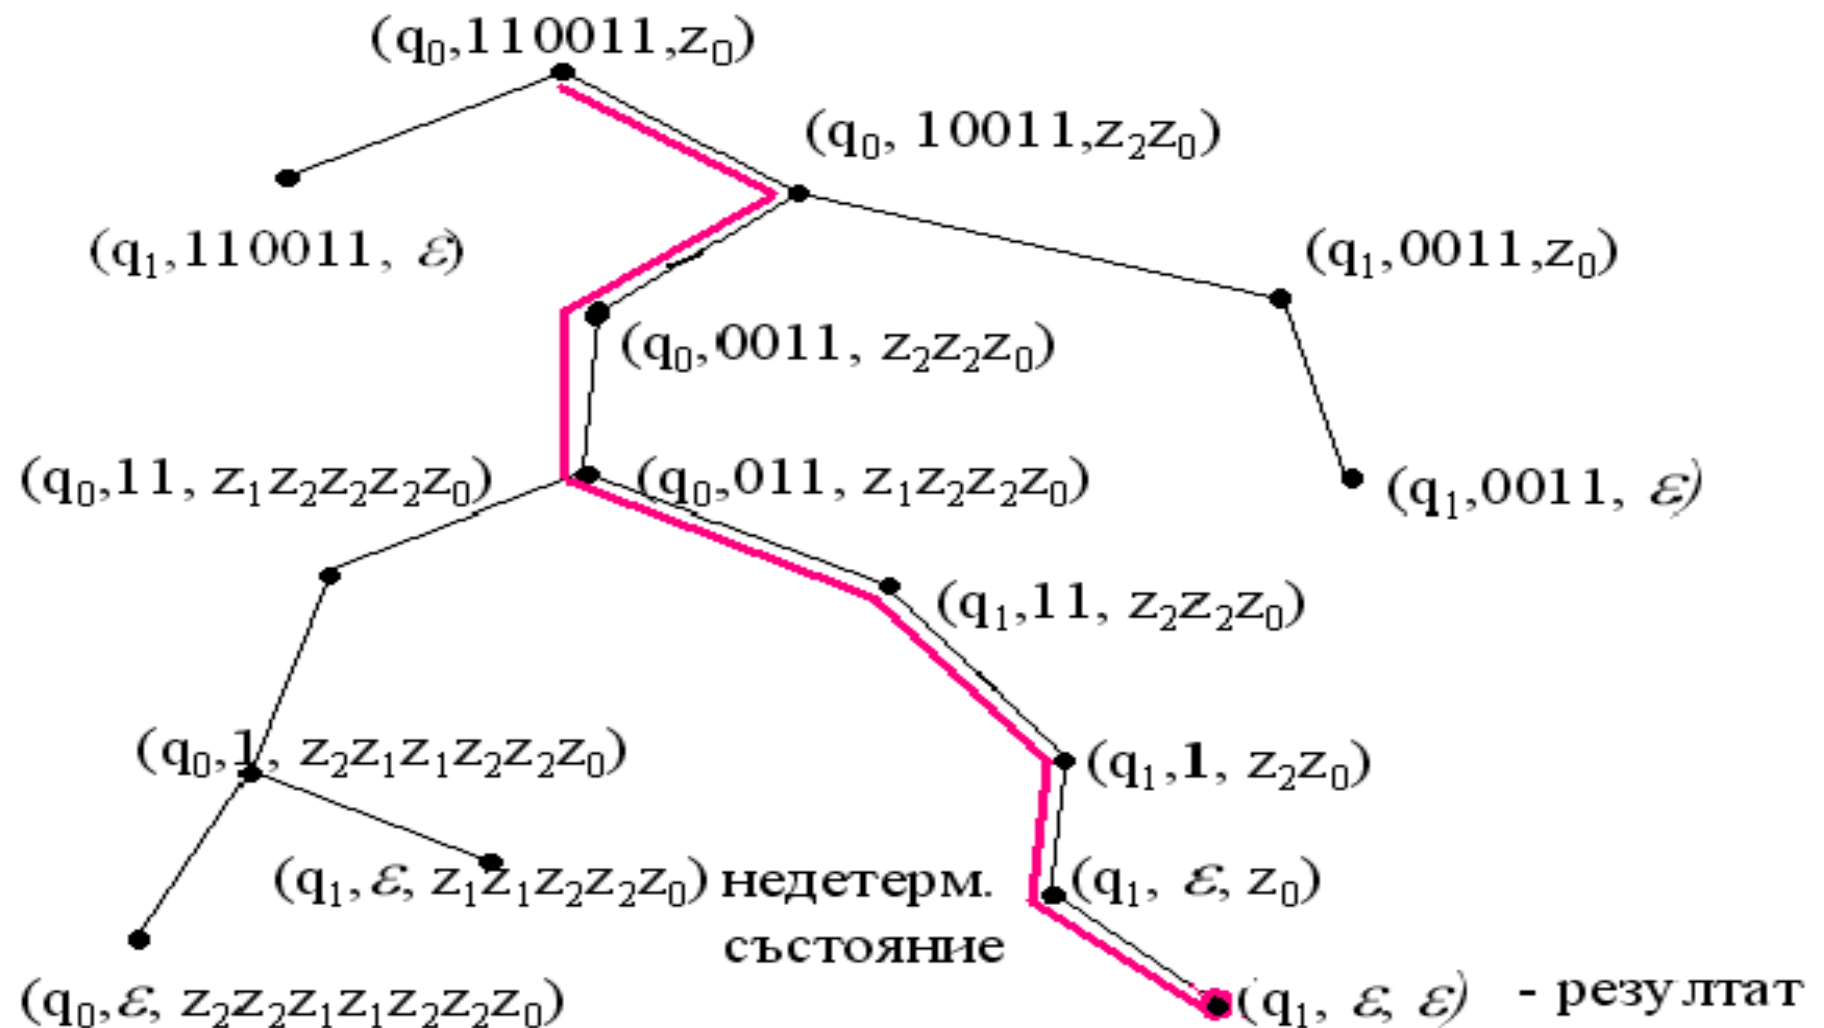 (q₀,110011,z₀)
(q₀, 10011,z₂z₀)
(q₁,110011, ε)
(q₁,0011,z₀)
(q₀,0011, z₂z₂z₀)
(q₀,11, z₁z₂z₂z₂z₀)
(q₀,011, z₁z₂z₂z₀)
(q₁,0011, ε)
(q₁,11, z₂z₂z₀)
(q₀,1, z₂z₁z₁z₂z₂z₀)
(q₁,1, z₂z₀)
(q₁,ε, z₁z₁z₂z₂z₀) недетерм.
състояние
(q₁, ε, z₀)
(q₀,ε, z₂z₂z₁z₁z₂z₂z₀)
(q₁, ε, ε) - резултат